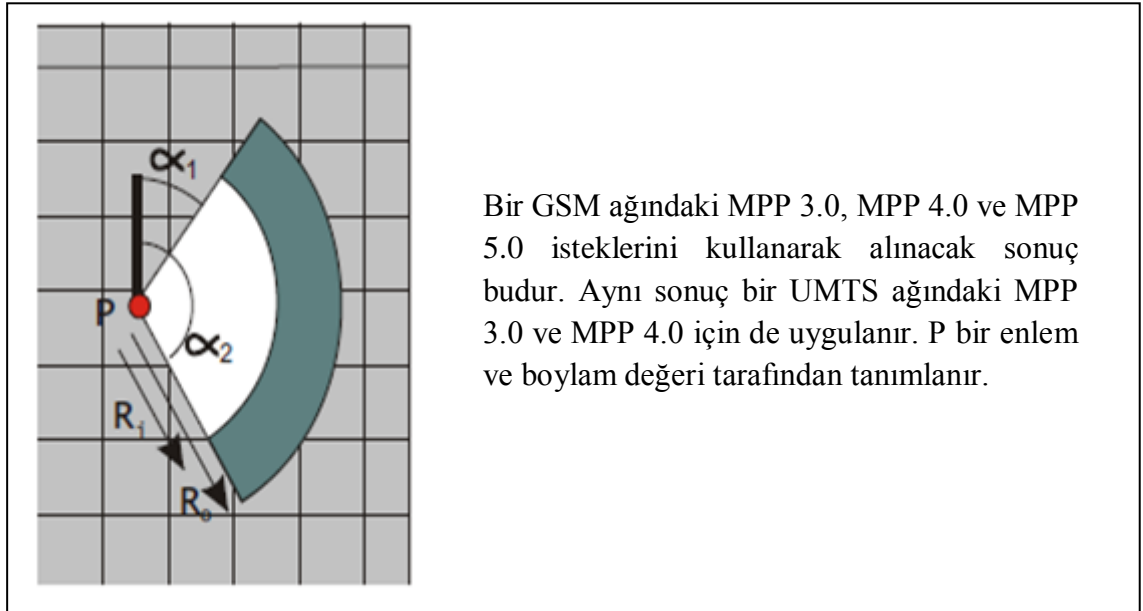 α1
P
α2
Ri
Ro
Bir GSM ağındaki MPP 3.0, MPP 4.0 ve MPP
5.0 isteklerini kullanarak alınacak sonuç
budur. Aynı sonuç bir UMTS ağındaki MPP
3.0 ve MPP 4.0 için de uygulanır. P bir enlem
ve boylam değeri tarafından tanımlanır.